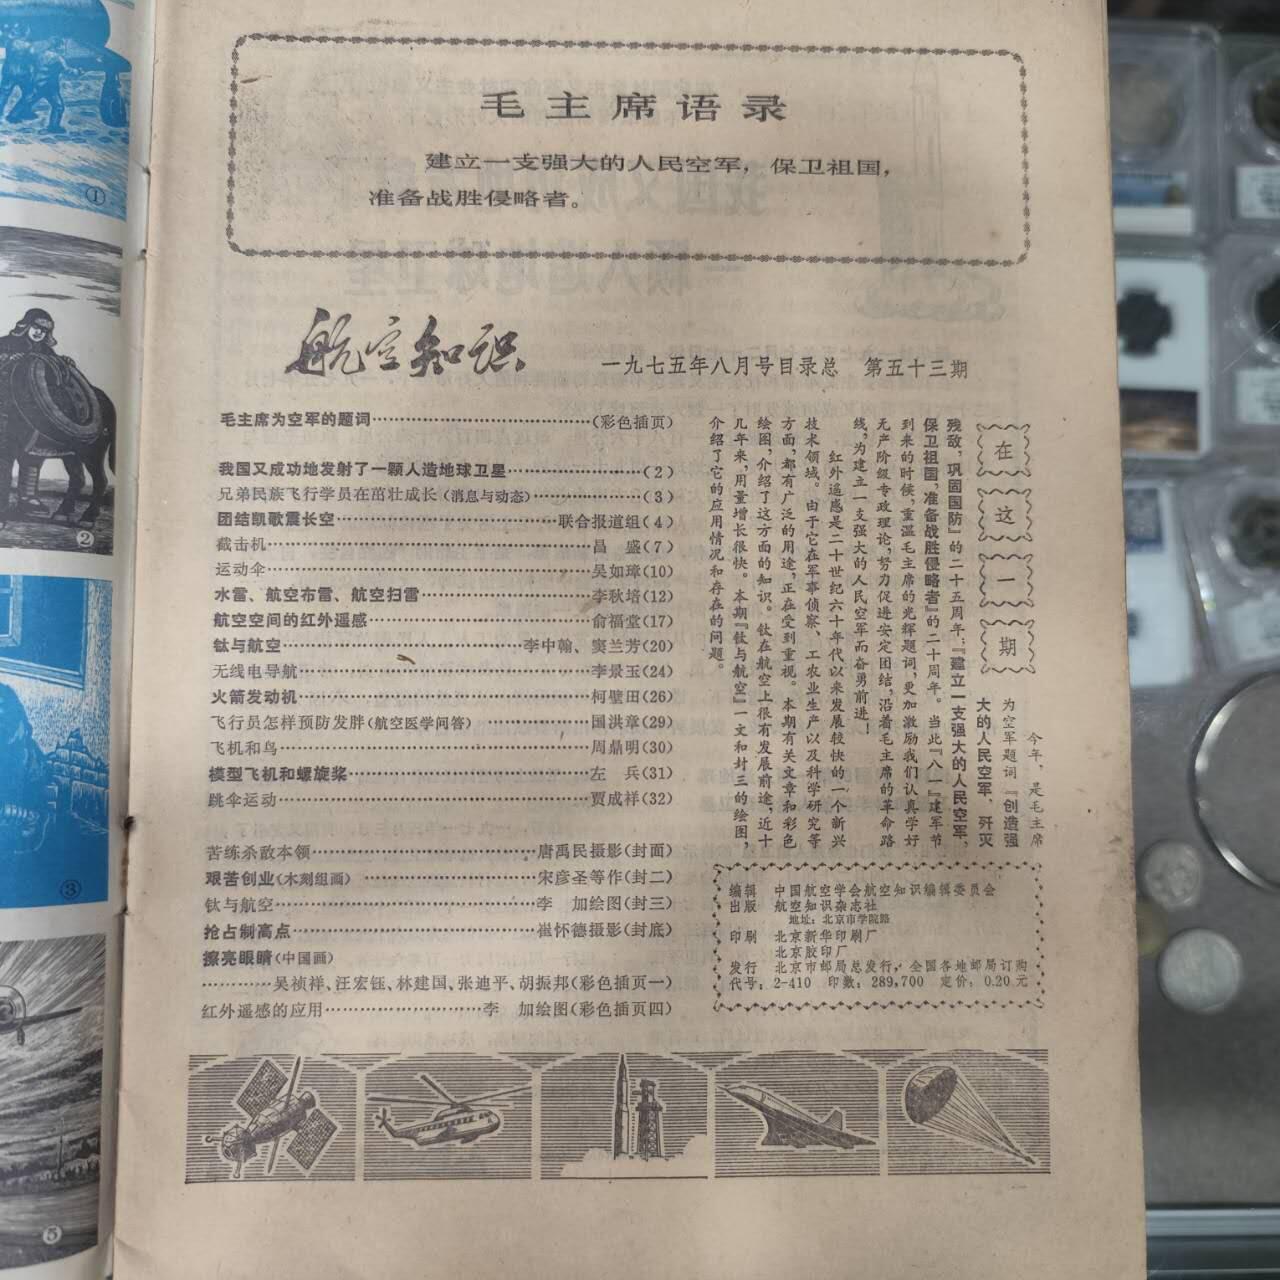 毛主席语录
建立一支强大的人民空军，保卫祖国，
准备战胜侵略者。
航空知识
一九七五年八月号目录总 第五十三期
毛主席为空军的题词……………………………(彩色插页)
我国又成功地发射了一颗人造地球卫星…………………(2)
兄弟民族飞行学员在茁壮成长(消息与动态)………………(3)
团结凯歌震长空……………………………联合报道组(4)
截击机…………………………………………昌 盛(7)
运动伞…………………………………………吴如璋(10)
水雷、航空布雷、航空扫雷……………………李秋培(12)
航空空间的红外遥感……………………………俞福堂(17)
钛与航空………………………………李中翰、窦兰芳(20)
无线电导航……………………………………李景玉(24)
火箭发动机……………………………………柯壁田(26)
飞行员怎样预防发胖(航空医学问答)……………国洪章(29)
飞机和鸟………………………………………周鼎明(30)
模型飞机和螺旋桨………………………………左 兵(31)
跳伞运动………………………………………贾成祥(32)
苦练杀敌本领……………………………唐禹民摄影(封面)
艰苦创业(木刻组画)……………………宋彦圣等作(封二)
钛与航空…………………………………李 加绘图(封三)
抢占制高点………………………………崔怀德摄影(封底)
擦亮眼睛(中国画)
…………吴祯祥、汪宏钰、林建国、张迪平、胡振邦(彩色插页一)
红外遥感的应用……………………李 加绘图(彩色插页四)
在这一期
今年，是毛主席
为空军题词『创造强
大的人民空军，歼灭
残敌，巩固国防』的二十五周年；『建立一支强大的人民空军，
保卫祖国，准备战胜侵略者』的二十周年。当此『八一』建军节
到来的时候，重温毛主席的光辉题词，更加激励我们认真学好
无产阶级专政理论，努力促进安定团结，沿着毛主席的革命路
线，为建立一支强大的人民空军而奋勇前进！
红外遥感是二十世纪六十年代以来发展较快的一个新兴
技术领域。由于它在军事侦察、工农业生产以及科学研究等
方面，都有广泛的用途，正在受到重视。本期有关文章和彩色
绘图，介绍了这方面的知识。钛在航空上很有发展前途，近十
几年来，用量增长很快。本期『钛与航空』一文和封三的绘图，
介绍了它的应用情况和存在的问题。
编辑 中国航空学会航空知识编辑委员会
出版 航空知识杂志社
地址：北京市学院路
印刷 北京新华印刷厂
北京胶印厂
发行 北京市邮局总发行，全国各地邮局订购
代号：2-410 印数：289,700 定价：0.20元
①
②
③
⑤